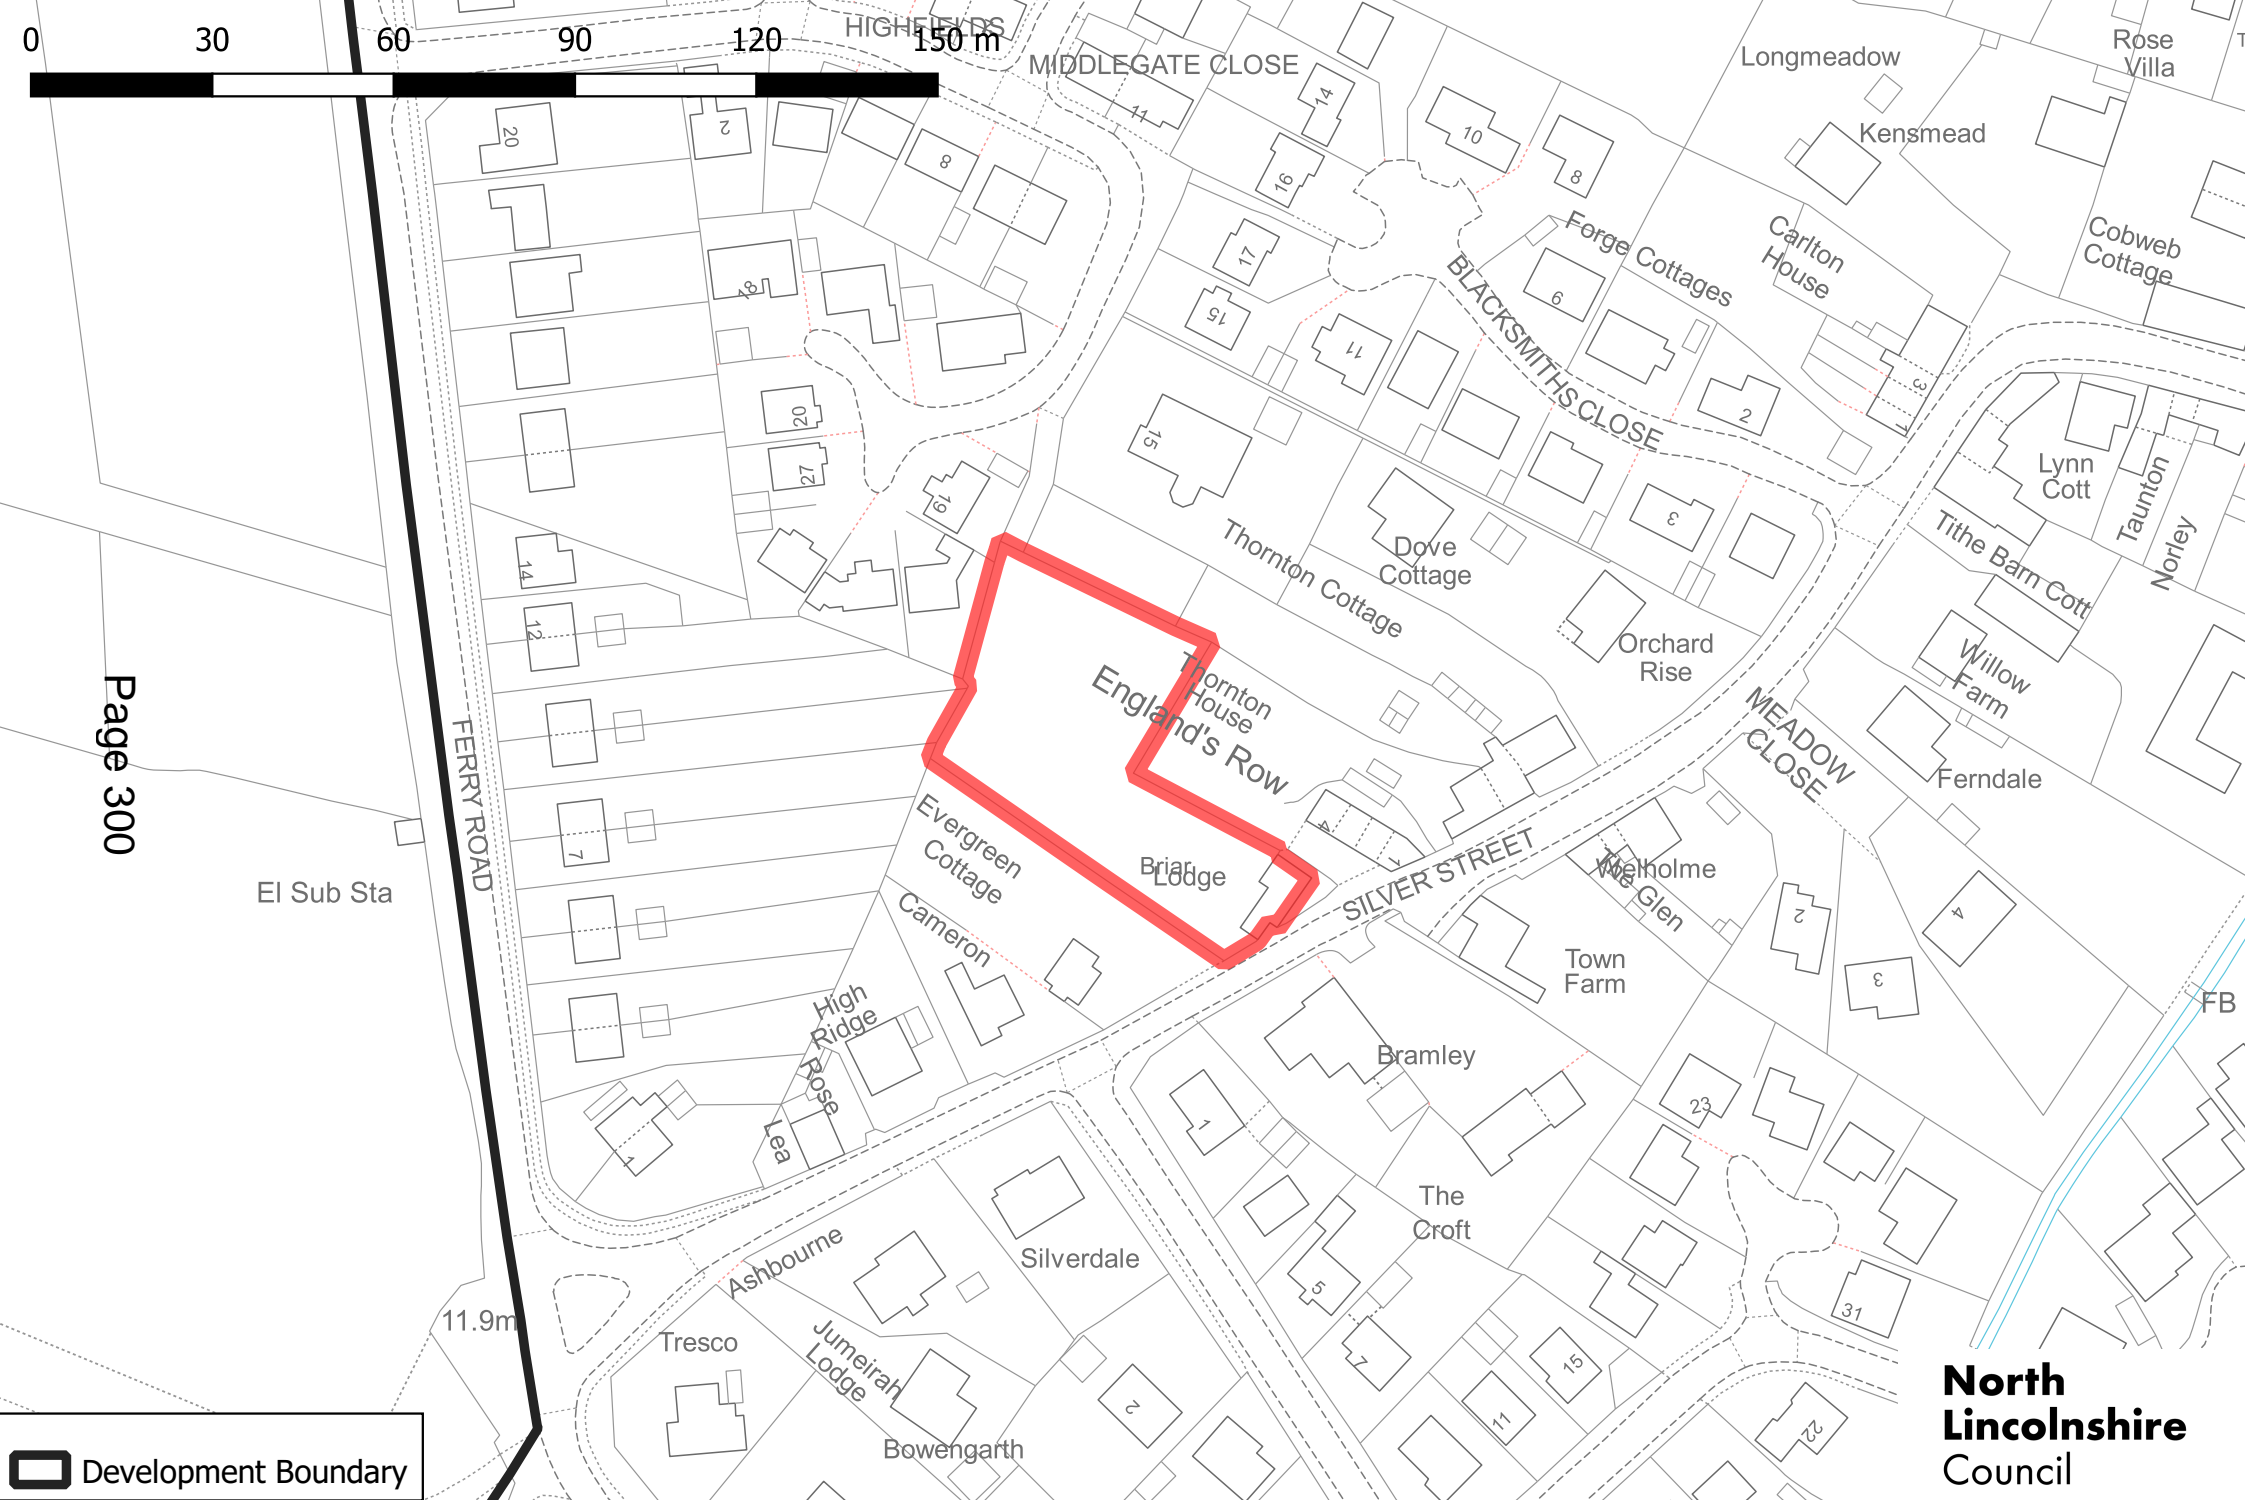 0 30 60 90 120 150 m
HIGHFIELDS
MIDDLEGATE CLOSE
Longmeadow
Rose
Villa
Kensmead
11
14
10
8
20
2
8
16
17
15
Forge Cottages
Carlton
House
Cobweb
Cottage
18
6
BLACKSMITHS CLOSE
11
2
3
1
20
27
19
15
3
Lynn
Cott
Taunton
Norley
Tithe Barn Cott
Thornton Cottage
Dove
Cottage
Orchard
Rise
14
12
Willow
Farm
Page 300
FERRY ROAD
Thornton
House
England's Row
MEADOW
CLOSE
Ferndale
7
Evergreen
Cottage
Briar
Lodge
4
1
SILVER STREET
Welholme
The Glen
El Sub Sta
Cameron
2
4
3
Town
Farm
FB
High
Ridge
Rose
Lea
Bramley
1
1
23
The
Croft
Ashbourne
Silverdale
5
31
11.9m
Tresco
Jumeirah
Lodge
7
15
2
11
22
Bowengarth
Development Boundary
North
Lincolnshire
Council